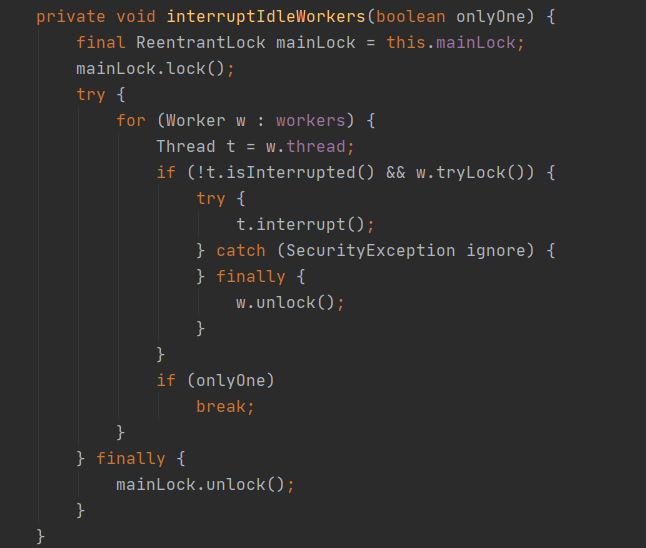 private void interruptIdleWorkers(boolean onlyOne) {
    final ReentrantLock mainLock = this.mainLock;
    mainLock.lock();
    try {
        for (Worker w : workers) {
            Thread t = w.thread;
            if (!t.isInterrupted() && w.tryLock()) {
                try {
                    t.interrupt();
                } catch (SecurityException ignore) {
                } finally {
                    w.unlock();
                }
            }
            if (onlyOne)
                break;
        }
    } finally {
        mainLock.unlock();
    }
}